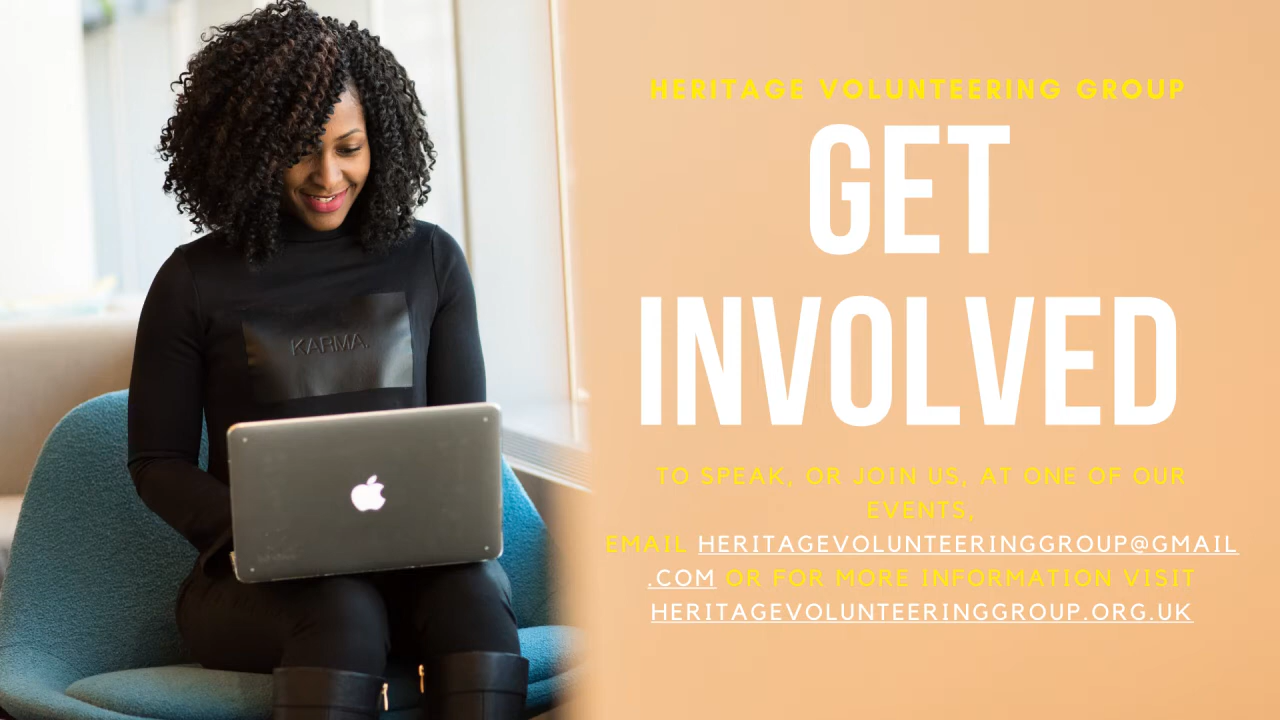 HERITAGE VOLUNTEERING GROUP
GET
INVOLVED
TO SPEAK, OR JOIN US, AT ONE OF OUR
EVENTS,
EMAIL HERITAGEVOLUNTEERINGGROUP@GMAIL
.COM OR FOR MORE INFORMATION VISIT
HERITAGEVOLUNTEERINGGROUP.ORG.UK
KARMA.